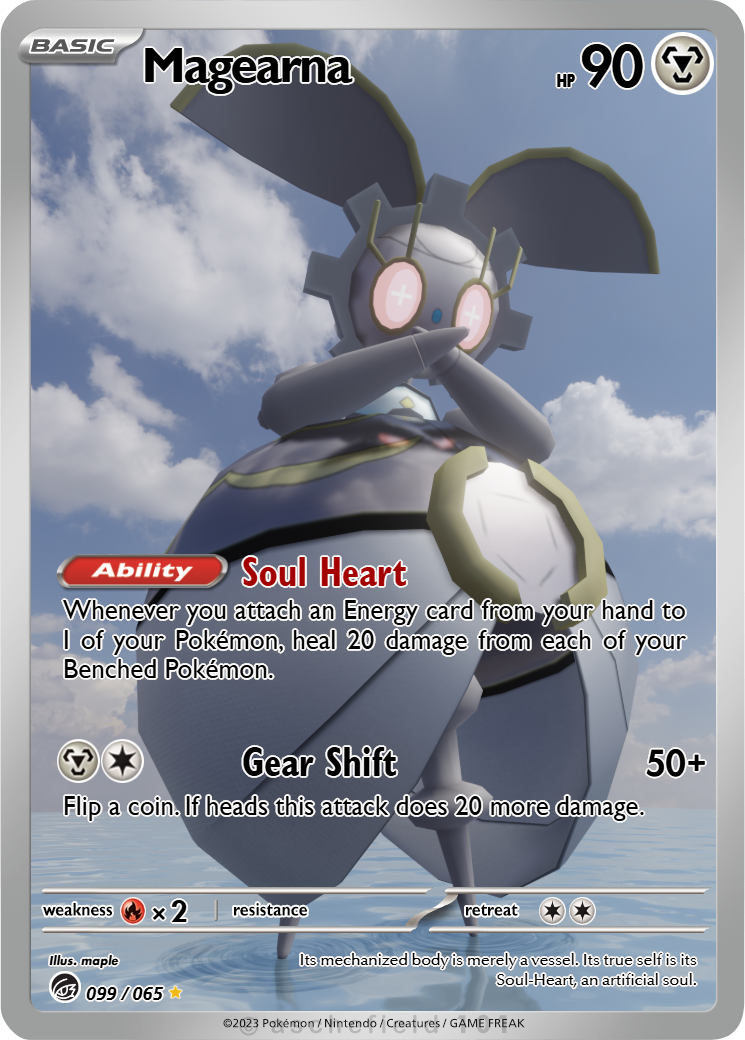 BASIC
Magearna
HP 90
Ability Soul Heart
Whenever you attach an Energy card from your hand to
1 of your Pokémon, heal 20 damage from each of your
Benched Pokémon.
Gear Shift 50+
Flip a coin. If heads this attack does 20 more damage.
weakness × 2 resistance retreat
Illus. maple
Its mechanized body is merely a vessel. Its true self is its
Soul-Heart, an artificial soul.
099 / 065
©2023 Pokémon / Nintendo / Creatures / GAME FREAK